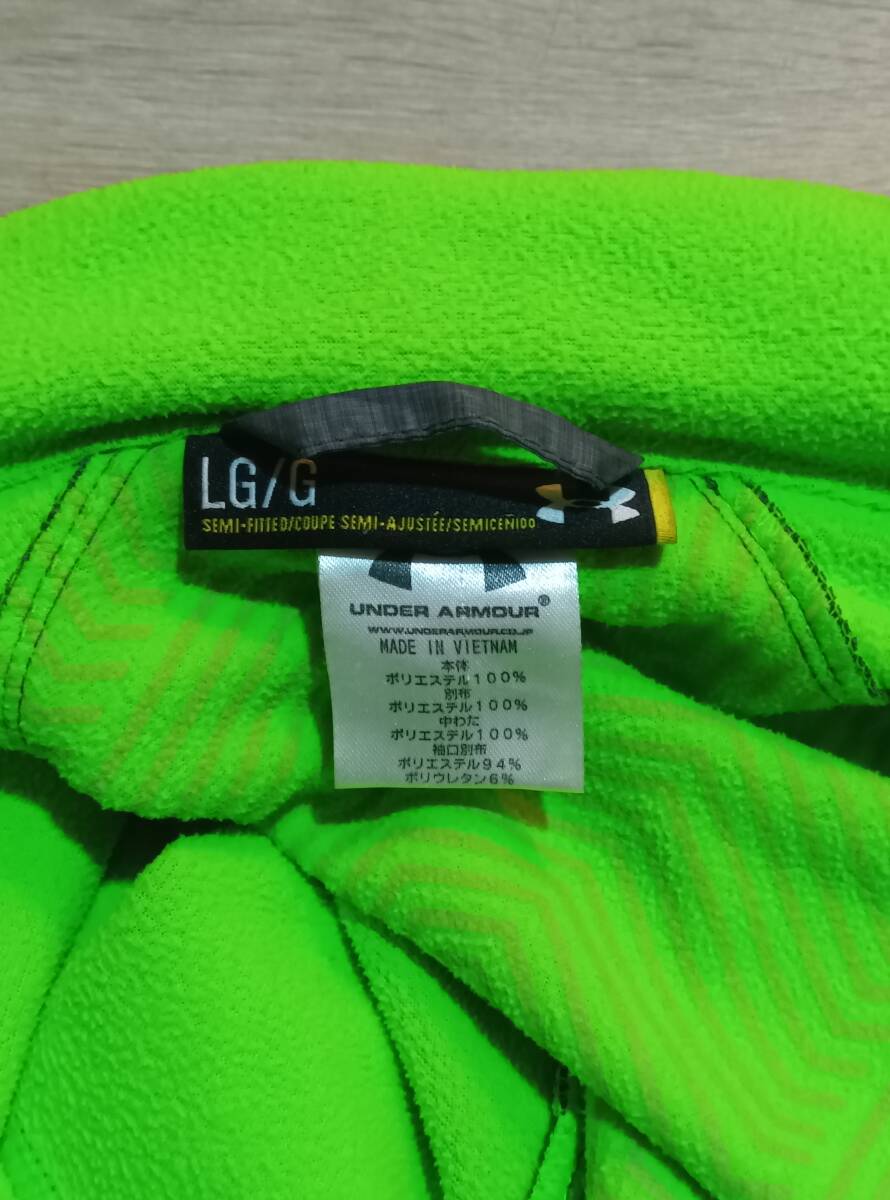 LG/G
SEMI-FITTED/COUPE SEMI-AJUSTÉE/SEMICEÑIDO
UNDER ARMOUR®
WWW.UNDERARMOUR.CO.JP
MADE IN VIETNAM
本体
ポリエステル100%
別布
ポリエステル100%
中わた
ポリエステル100%
袖口別布
ポリエステル94%
ポリウレタン6%